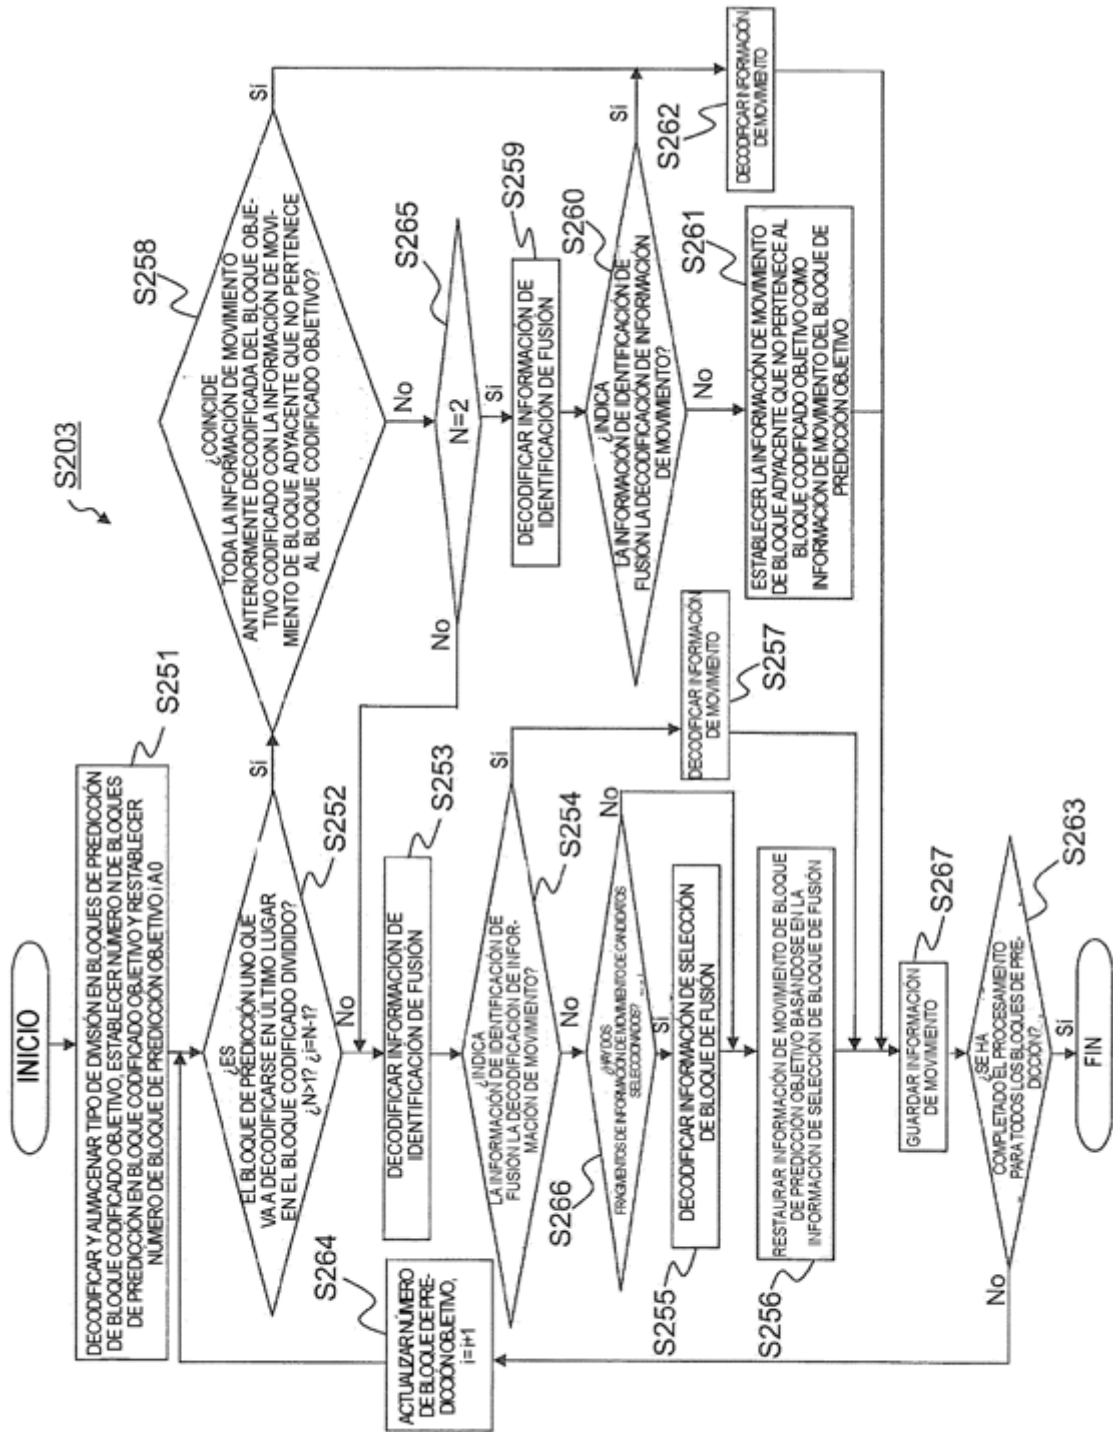 S203
INICIO
DECODIFICAR Y ALMACENAR TIPO DE DIVISIÓN EN BLOQUES DE PREDICCIÓN
DE BLOQUE CODIFICADO OBJETIVO, ESTABLECER NÚMERO N DE BLOQUES
DE PREDICCIÓN EN BLOQUE CODIFICADO OBJETIVO Y RESTABLECER
NÚMERO DE BLOQUE DE PREDICCIÓN OBJETIVO i A 0
S251
¿ES
EL BLOQUE DE PREDICCIÓN UNO QUE
VA A DECODIFICARSE EN ÚLTIMO LUGAR
EN EL BLOQUE CODIFICADO DIVIDIDO?
¿N>1? ¿i=N-1?
S252
Sí
No
DECODIFICAR INFORMACIÓN DE
IDENTIFICACIÓN DE FUSIÓN
S253
¿INDICA
LA INFORMACIÓN DE IDENTIFICACIÓN DE
FUSIÓN LA DECODIFICACIÓN DE INFOR-
MACIÓN DE MOVIMIENTO?
S254
Sí
No
¿HAY DOS
FRAGMENTOS DE INFORMACIÓN DE MOVIMIENTO DE CANDIDATOS
SELECCIONADOS?
S266
No
Sí
DECODIFICAR INFORMACIÓN DE SELECCIÓN
DE BLOQUE DE FUSIÓN
S255
RESTAURAR INFORMACIÓN DE MOVIMIENTO DE BLOQUE
DE PREDICCIÓN OBJETIVO BASÁNDOSE EN LA
INFORMACIÓN DE SELECCIÓN DE BLOQUE DE FUSIÓN
S256
DECODIFICAR INFORMACIÓN
DE MOVIMIENTO
S257
¿COINCIDE
TODA LA INFORMACIÓN DE MOVIMIENTO
ANTERIORMENTE DECODIFICADA DEL BLOQUE OBJE-
TIVO CODIFICADO CON LA INFORMACIÓN DE MOVI-
MIENTO DE BLOQUE ADYACENTE QUE NO PERTENECE
AL BLOQUE CODIFICADO OBJETIVO?
S258
Sí
No
N=2
S265
No
Sí
DECODIFICAR INFORMACIÓN DE
IDENTIFICACIÓN DE FUSIÓN
S259
¿INDICA
LA INFORMACIÓN DE IDENTIFICACIÓN DE
FUSIÓN LA DECODIFICACIÓN DE INFORMACIÓN
DE MOVIMIENTO?
S260
Sí
No
ESTABLECER LA INFORMACIÓN DE MOVIMIENTO
DE BLOQUE ADYACENTE QUE NO PERTENECE AL
BLOQUE CODIFICADO OBJETIVO COMO
INFORMACIÓN DE MOVIMIENTO DEL BLOQUE DE
PREDICCIÓN OBJETIVO
S261
DECODIFICAR INFORMACIÓN
DE MOVIMIENTO
S262
GUARDAR INFORMACIÓN
DE MOVIMIENTO
S267
¿SE HA
COMPLETADO EL PROCESAMIENTO
PARA TODOS LOS BLOQUES DE PRE-
DICCIÓN?
S263
No
Sí
ACTUALIZAR NÚMERO
DE BLOQUE DE PRE-
DICCIÓN OBJETIVO,
i=i+1
S264
FIN